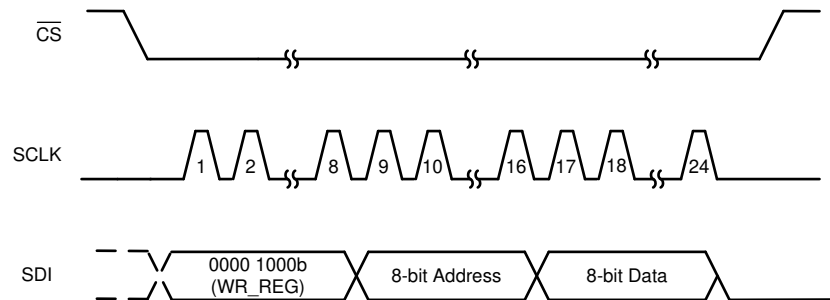 C̅S̅
SCLK
1 2 8 9 10 16 17 18 24
SDI
0000 1000b
(WR_REG)
8-bit Address
8-bit Data